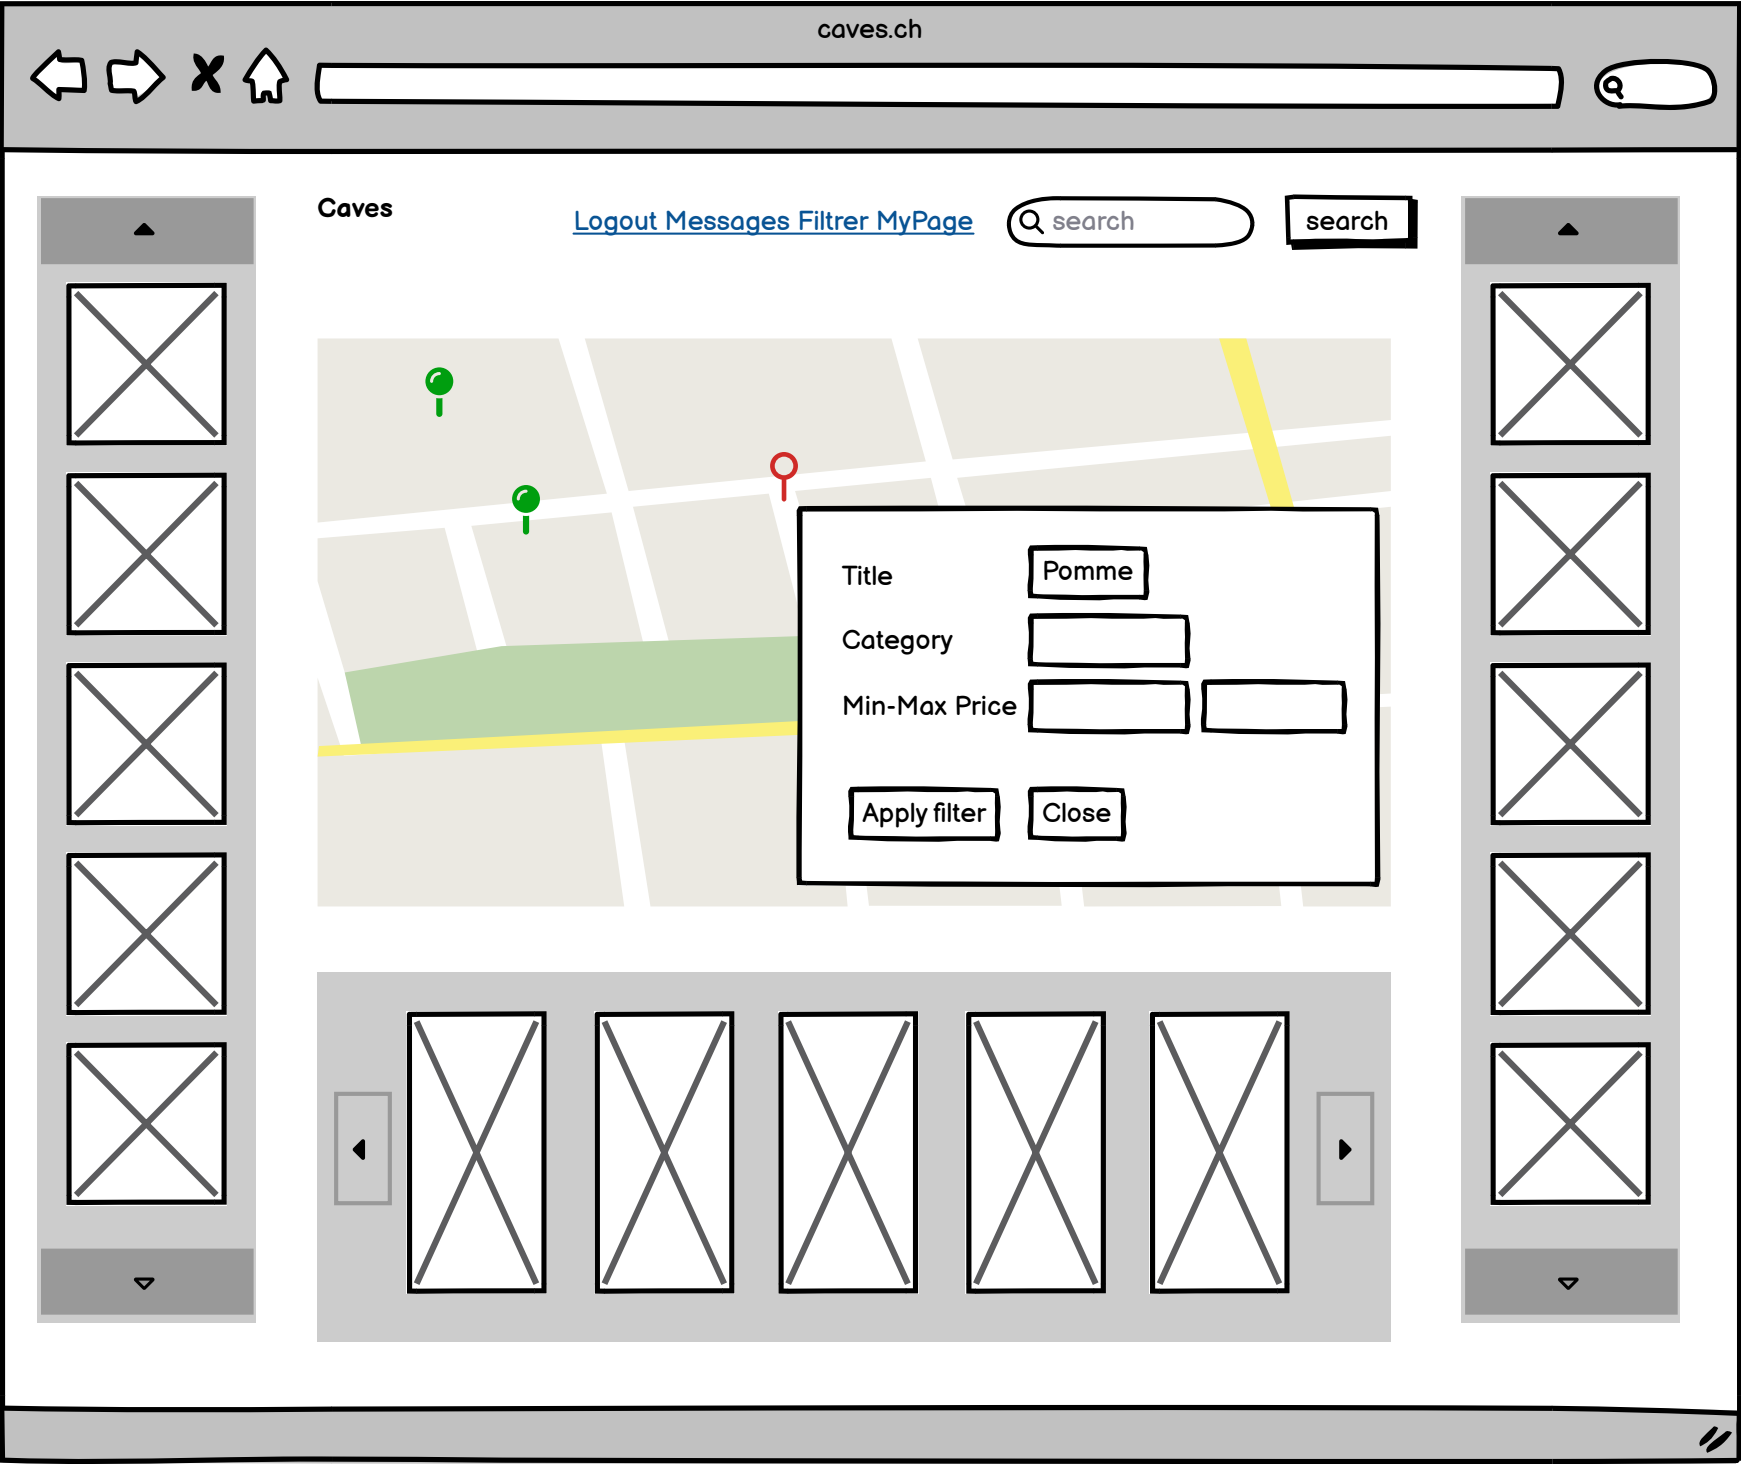 caves.ch
Caves
Logout Messages Filtrer MyPage
search
search
Title
Pomme
Category
Min-Max Price
Apply filter
Close